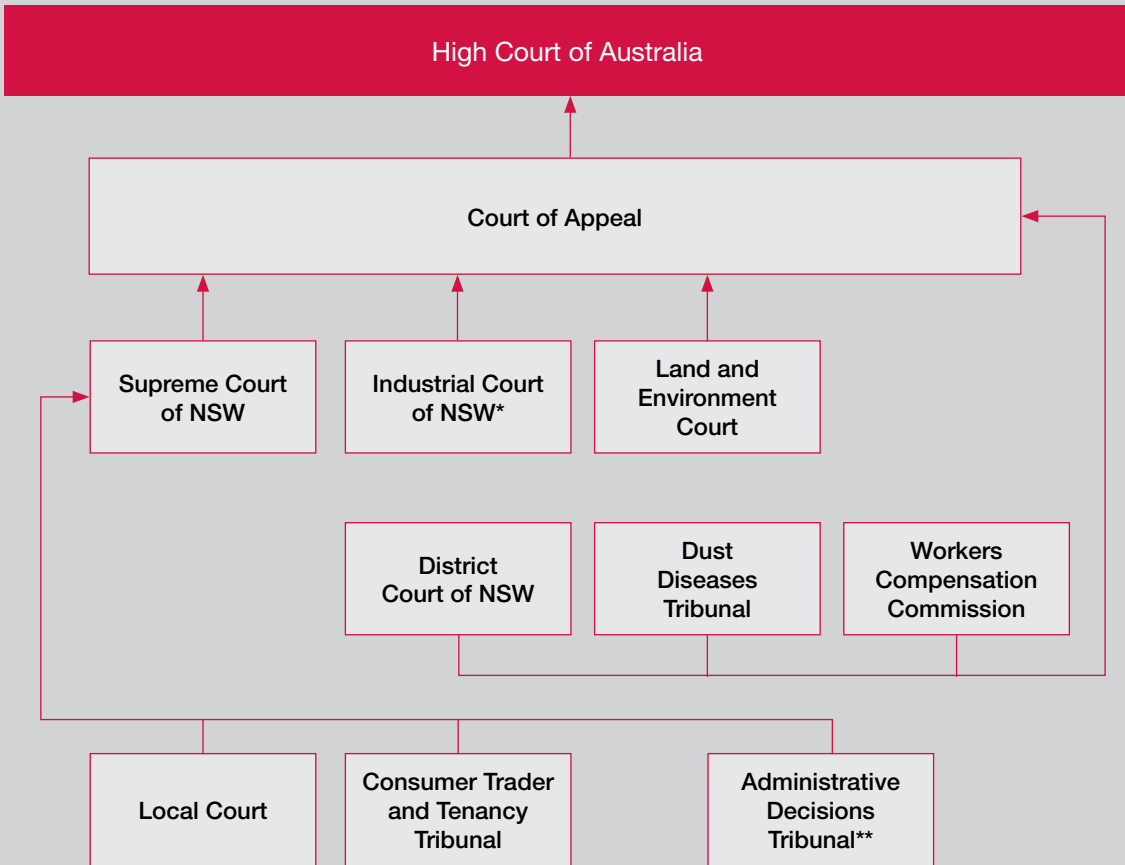 High Court of Australia
Court of Appeal
Supreme Court
of NSW
Industrial Court
of NSW*
Land and
Environment
Court
District
Court of NSW
Dust
Diseases
Tribunal
Workers
Compensation
Commission
Local Court
Consumer Trader
and Tenancy
Tribunal
Administrative
Decisions
Tribunal**